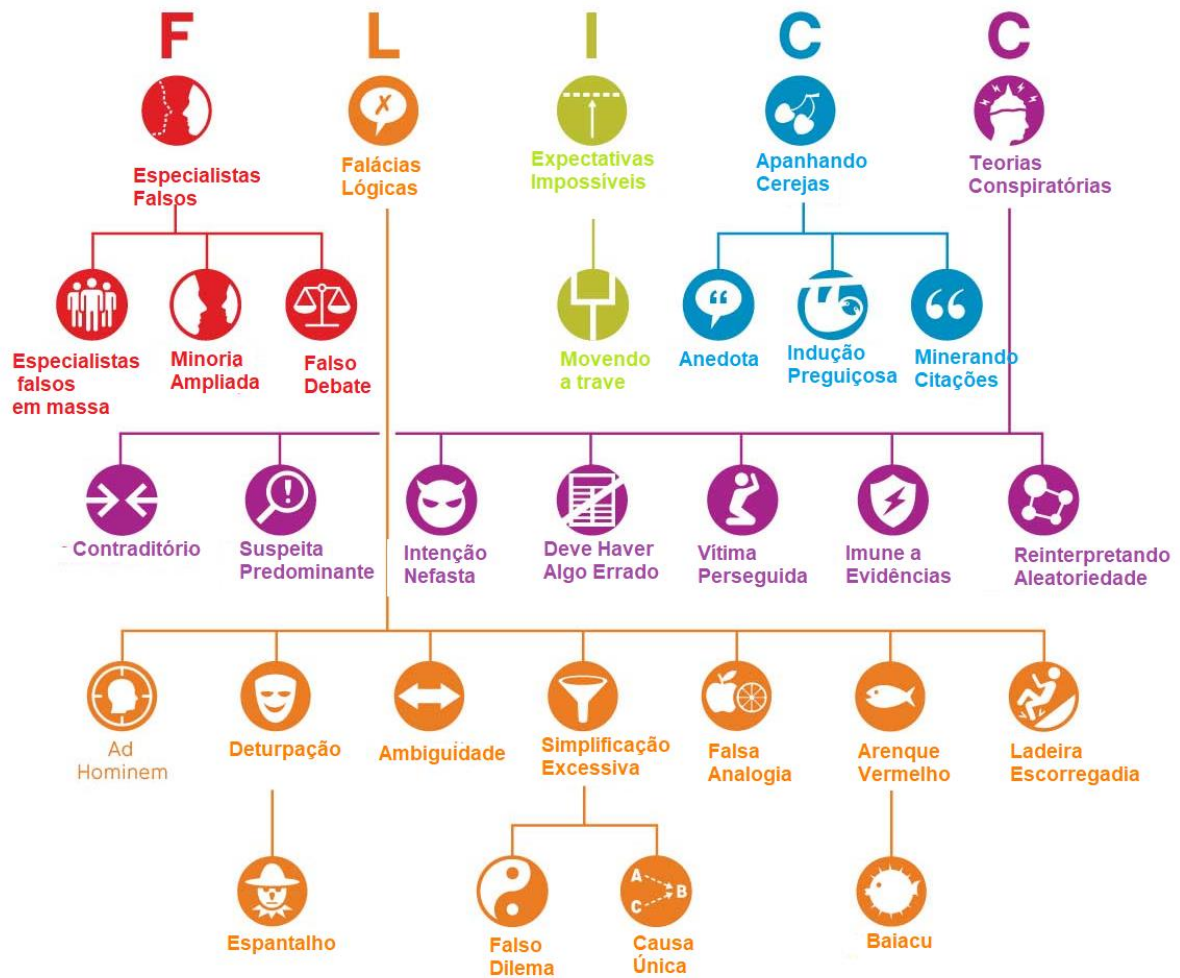 F L I C C
Especialistas
Falsos
Falácias
Lógicas
Expectativas
Impossíveis
Apanhando
Cerejas
Teorias
Conspiratórias
Especialistas
falsos
em massa
Minoria
Ampliada
Falso
Debate
Movendo
a trave
Anedota
Indução
Preguiçosa
Minerando
Citações
- Contraditório
Suspeita
Predominante
Intenção
Nefasta
Deve Haver
Algo Errado
Vítima
Perseguida
Imune a
Evidências
Reinterpretando
Aleatoriedade
Ad
Hominem
Deturpação
Ambiguidade
Simplificação
Excessiva
Falsa
Analogia
Arenque
Vermelho
Ladeira
Escorregadia
Espantalho
Falso
Dilema
A
C
B
Causa
Única
Baiacu